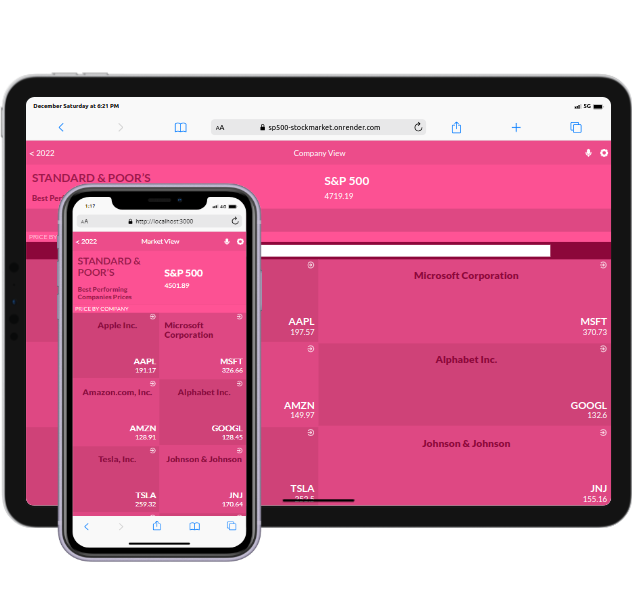 December Saturday at 6:21 PM
5G
AA
sp500-stockmarket.onrender.com
< 2022
Company View
STANDARD & POOR'S
S&P 500
4719.19
Best
PRICE BY
Microsoft Corporation
AAPL
197.57
MSFT
370.73
Alphabet Inc.
AMZN
149.97
GOOGL
132.6
Johnson & Johnson
TSLA
JNJ
155.16
1:17
4G
AA
http://localhost:3000
< 2022
Market View
STANDARD &
POOR'S
S&P 500
4501.89
Best Performing
Companies Prices
PRICE BY COMPANY
Apple Inc.
Microsoft
Corporation
AAPL
191.17
MSFT
326.66
Amazon.com, Inc.
Alphabet Inc.
AMZN
128.91
GOOGL
128.45
Tesla, Inc.
Johnson & Johnson
TSLA
259.32
JNJ
170.64